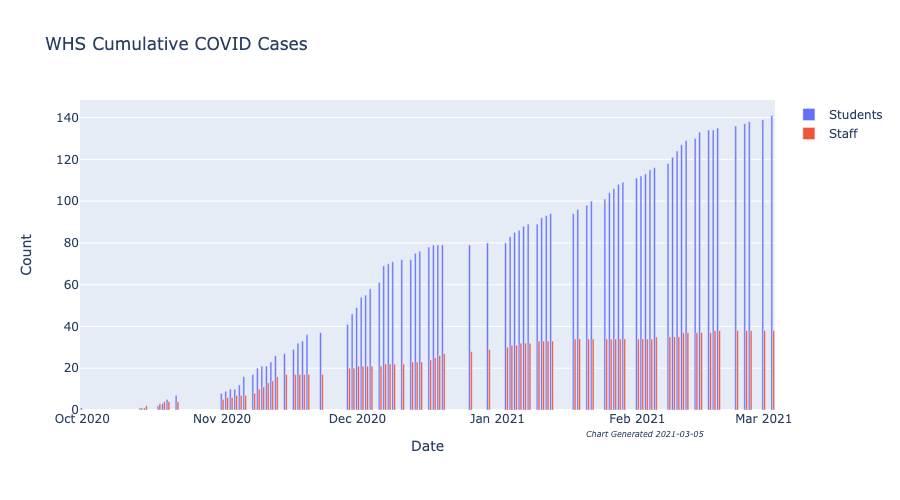 WHS Cumulative COVID Cases
Students
Staff
140
120
100
80
60
40
20
0
Count
Oct 2020 Nov 2020 Dec 2020 Jan 2021 Feb 2021 Mar 2021
Chart Generated 2021-03-05
Date